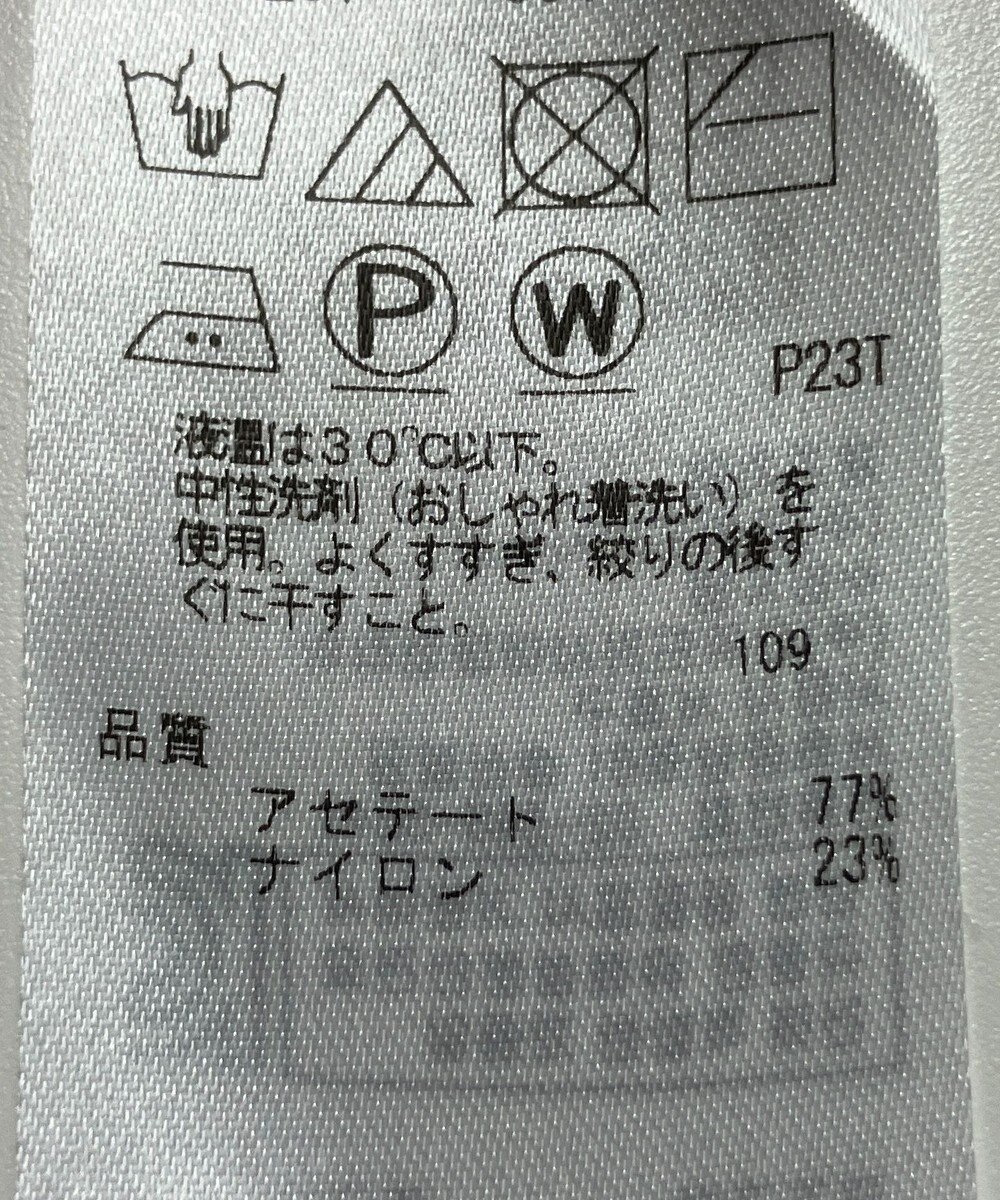 P W
P23T
液温は30℃以下。
中性洗剤（おしゃれ着洗い）を
使用。よくすすぎ、絞りの後す
ぐに干すこと。
109
品質
アセテート 77%
ナイロン 23%